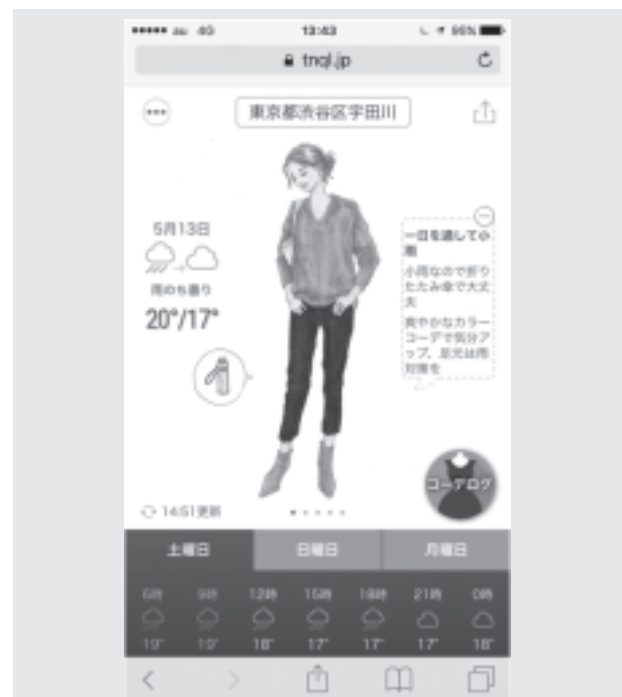 au 4G 13:43 95%
tnql.jp
東京都渋谷区宇田川
5月13日
雨のち曇り
20°/17°
一日を通して小
雨
小雨なので折り
たたみ傘で大丈
夫
爽やかなカラー
コーデで気分ア
ップ、足元は雨
対策を
コーデログ
14:51更新
土曜日 日曜日 月曜日
6時 9時 12時 15時 18時 21時 0時
19° 19° 18° 17° 17° 17° 18°